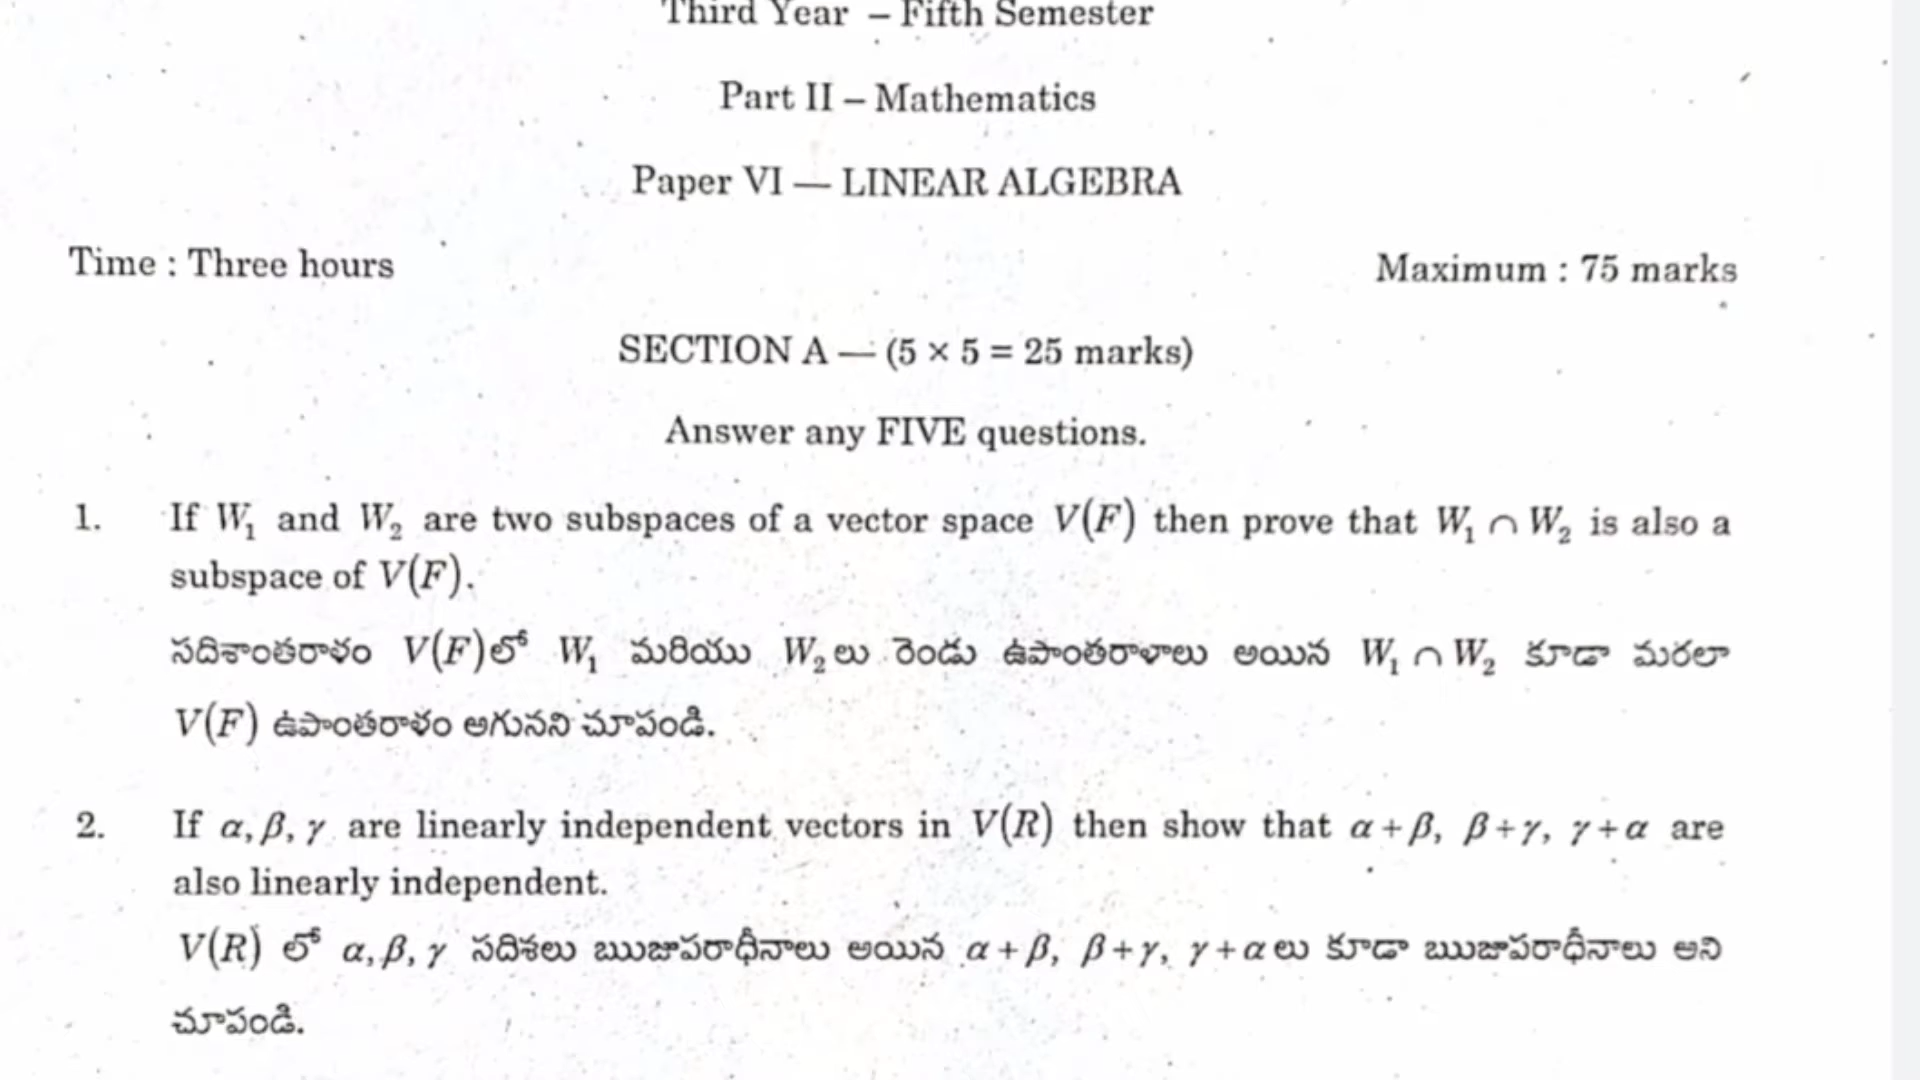 Third Year – Fifth Semester
Part II – Mathematics
Paper VI — LINEAR ALGEBRA
Time : Three hours Maximum : 75 marks
SECTION A — (5 × 5 = 25 marks)
Answer any FIVE questions.
1. If W₁ and W₂ are two subspaces of a vector space V(F) then prove that W₁ ∩ W₂ is also a
subspace of V(F).
సదిశాంతరాళం V(F)లో W₁ మరియు W₂లు రెండు ఉపాంతరాళాలు అయిన W₁ ∩ W₂ కూడా మరలా
V(F) ఉపాంతరాళం అగునని చూపండి.
2. If α, β, γ are linearly independent vectors in V(R) then show that α + β, β + γ, γ + α are
also linearly independent.
V(R) లో α, β, γ సదిశలు ఋజుపరాధీనాలు అయిన α + β, β + γ, γ + α లు కూడా ఋజుపరాధీనాలు అని
చూపండి.